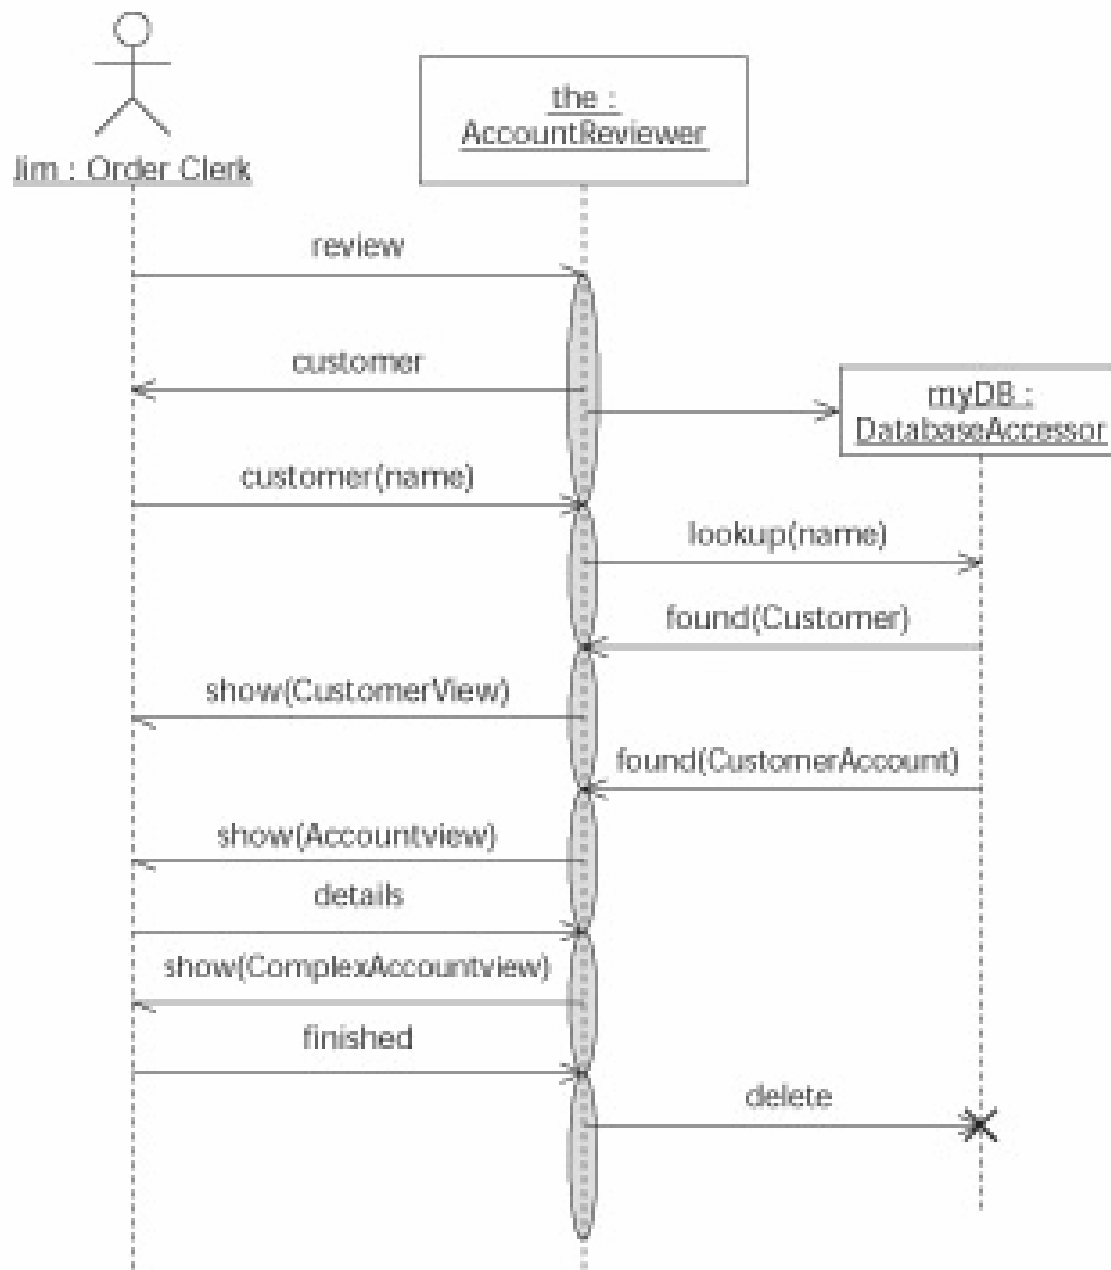 Jim : Order Clerk
the :
AccountReviewer
review
customer
myDB :
DatabaseAccessor
customer(name)
lookup(name)
found(Customer)
show(CustomerView)
found(CustomerAccount)
show(Accountview)
details
show(ComplexAccountview)
finished
delete